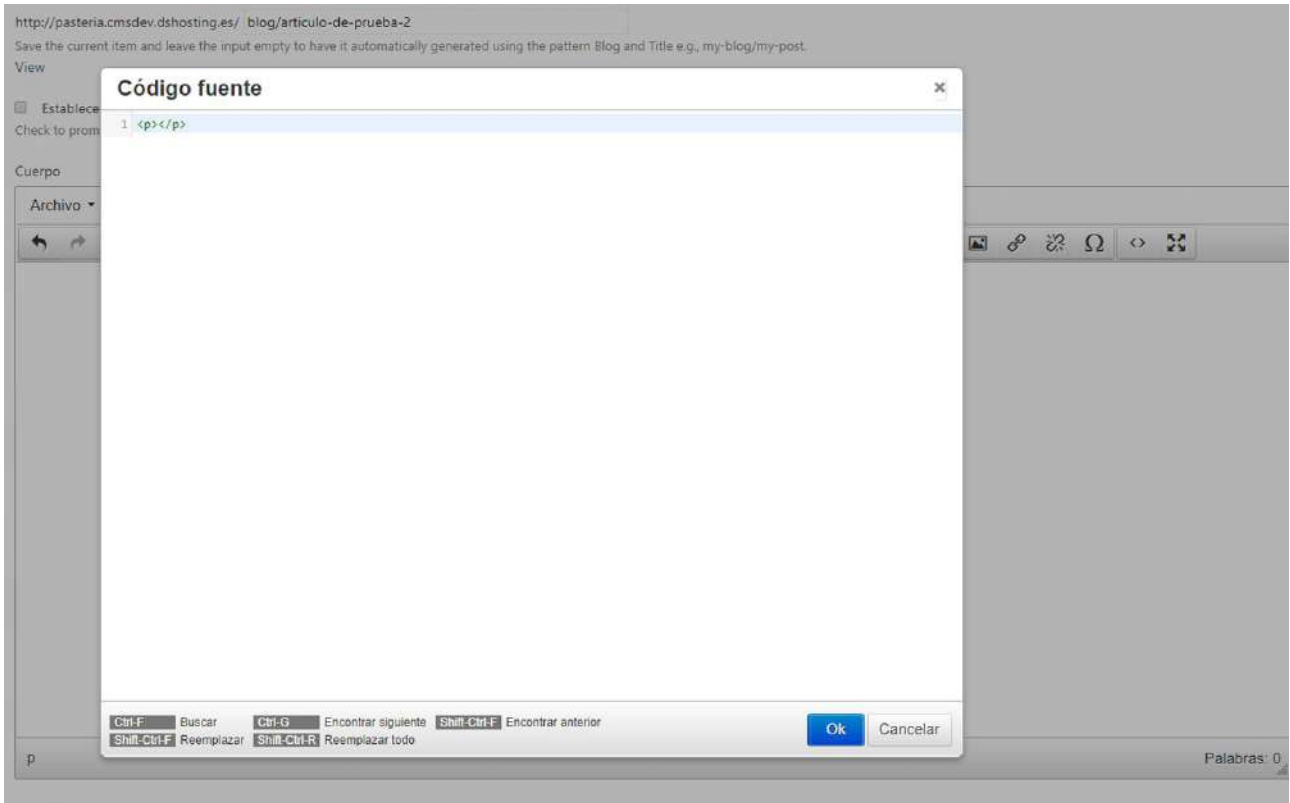 http://pasteria.cmsdev.dshosting.es/ blog/articulo-de-prueba-2
Save the current item and leave the input empty to have it automatically generated using the pattern Blog and Title e.g., my-blog/my-post.
View
Código fuente ×
Establece
1 <p></p>
Check to prom
Cuerpo
Archivo
Ω <>
Ctrl-F Buscar Ctrl-G Encontrar siguiente Shift-Ctrl-F Encontrar anterior
Shift-Ctrl-F Reemplazar Shift-Ctrl-R Reemplazar todo
Ok Cancelar
p Palabras: 0